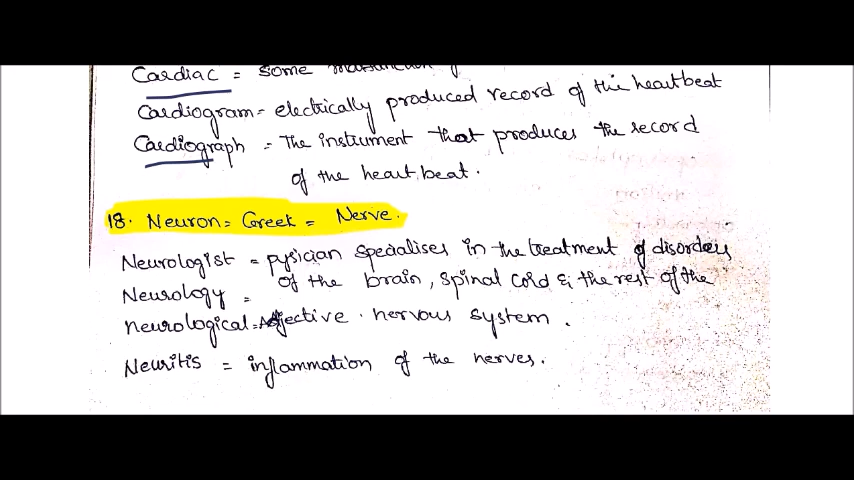 Cardiac = some
Cardiogram = electrically produced record of the heartbeat
Cardiograph = The instrument that produces the record
of the heart beat.
18. Neuron = Greek = Nerve.
Neurologist = pysician specialises in the treatment of disorders
Neurology = of the brain, spinal cord & the rest of the
neurological = Adjective. nervous system.
Neuritis = inflammation of the nerves.